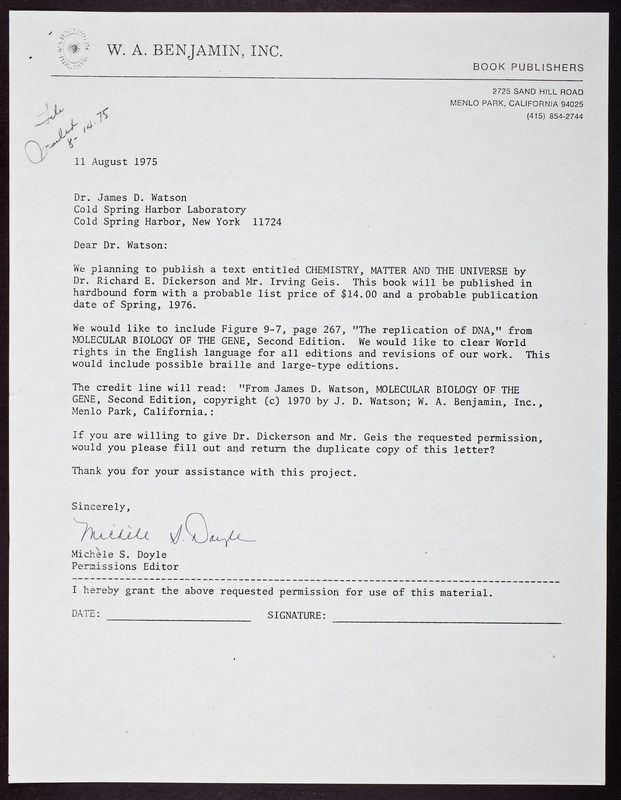 W. A. BENJAMIN, INC.
BOOK PUBLISHERS
2725 SAND HILL ROAD
MENLO PARK, CALIFORNIA 94025
(415) 854-2744
File
8-14-75
11 August 1975
Dr. James D. Watson
Cold Spring Harbor Laboratory
Cold Spring Harbor, New York 11724
Dear Dr. Watson:
We planning to publish a text entitled CHEMISTRY, MATTER AND THE UNIVERSE by
Dr. Richard E. Dickerson and Mr. Irving Geis. This book will be published in
hardbound form with a probable list price of $14.00 and a probable publication
date of Spring, 1976.
We would like to include Figure 9-7, page 267, "The replication of DNA," from
MOLECULAR BIOLOGY OF THE GENE, Second Edition. We would like to clear World
rights in the English language for all editions and revisions of our work. This
would include possible braille and large-type editions.
The credit line will read: "From James D. Watson, MOLECULAR BIOLOGY OF THE
GENE, Second Edition, copyright (c) 1970 by J. D. Watson; W. A. Benjamin, Inc.,
Menlo Park, California.:
If you are willing to give Dr. Dickerson and Mr. Geis the requested permission,
would you please fill out and return the duplicate copy of this letter?
Thank you for your assistance with this project.
Sincerely,
Michèle S. Doyle
Michèle S. Doyle
Permissions Editor
I hereby grant the above requested permission for use of this material.
DATE: SIGNATURE: